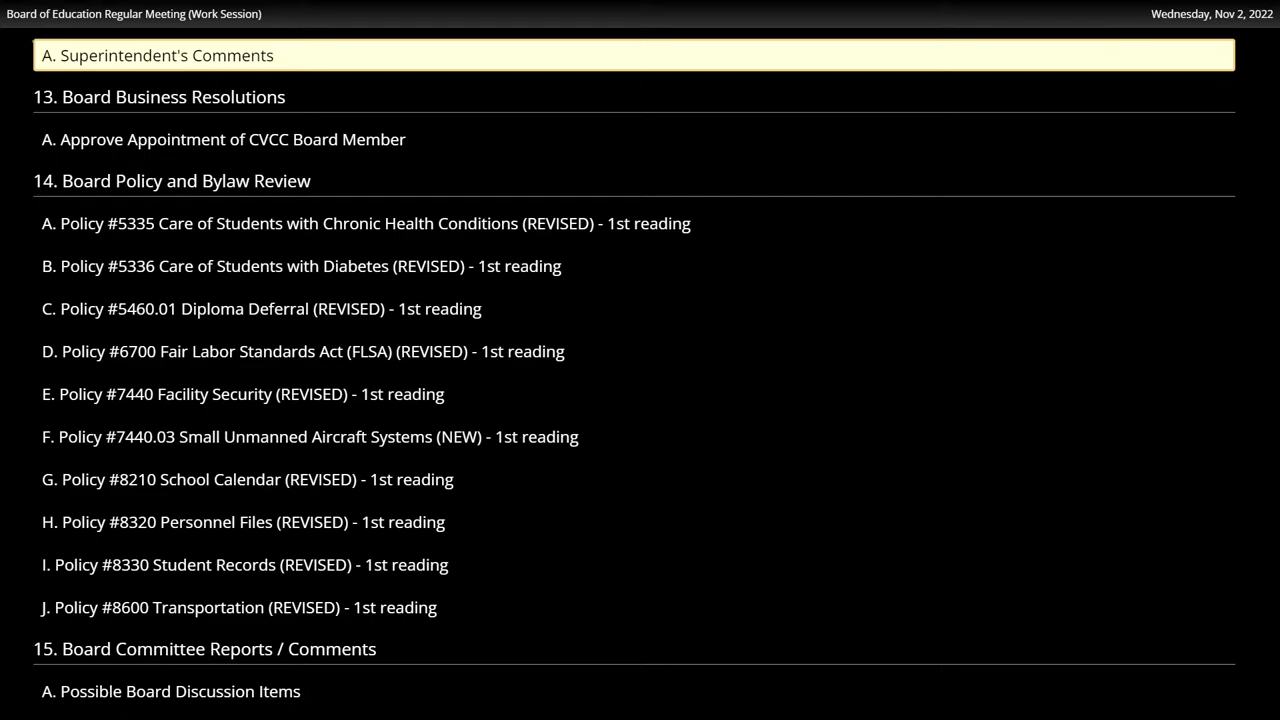 Board of Education Regular Meeting (Work Session)
Wednesday, Nov 2, 2022
A. Superintendent's Comments
13. Board Business Resolutions
A. Approve Appointment of CVCC Board Member
14. Board Policy and Bylaw Review
A. Policy #5335 Care of Students with Chronic Health Conditions (REVISED) - 1st reading
B. Policy #5336 Care of Students with Diabetes (REVISED) - 1st reading
C. Policy #5460.01 Diploma Deferral (REVISED) - 1st reading
D. Policy #6700 Fair Labor Standards Act (FLSA) (REVISED) - 1st reading
E. Policy #7440 Facility Security (REVISED) - 1st reading
F. Policy #7440.03 Small Unmanned Aircraft Systems (NEW) - 1st reading
G. Policy #8210 School Calendar (REVISED) - 1st reading
H. Policy #8320 Personnel Files (REVISED) - 1st reading
I. Policy #8330 Student Records (REVISED) - 1st reading
J. Policy #8600 Transportation (REVISED) - 1st reading
15. Board Committee Reports / Comments
A. Possible Board Discussion Items